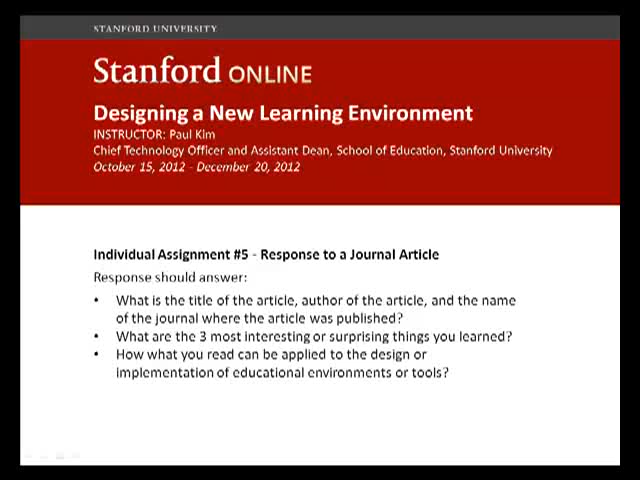 STANFORD UNIVERSITY
Stanford ONLINE
Designing a New Learning Environment
INSTRUCTOR: Paul Kim
Chief Technology Officer and Assistant Dean, School of Education, Stanford University
October 15, 2012 - December 20, 2012
Individual Assignment #5 - Response to a Journal Article
Response should answer:
• What is the title of the article, author of the article, and the name
of the journal where the article was published?
• What are the 3 most interesting or surprising things you learned?
• How what you read can be applied to the design or
implementation of educational environments or tools?